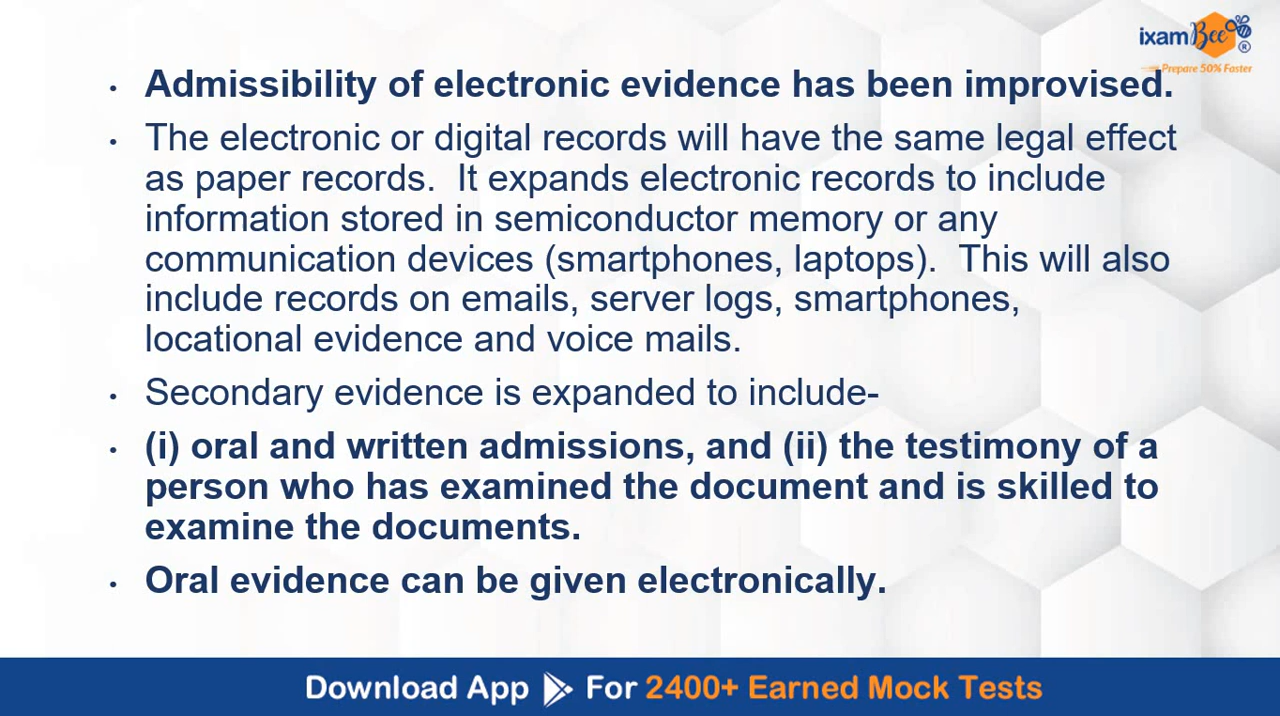 ixamBee
®
Prepare 50% Faster
• Admissibility of electronic evidence has been improvised.
• The electronic or digital records will have the same legal effect
as paper records. It expands electronic records to include
information stored in semiconductor memory or any
communication devices (smartphones, laptops). This will also
include records on emails, server logs, smartphones,
locational evidence and voice mails.
• Secondary evidence is expanded to include-
• (i) oral and written admissions, and (ii) the testimony of a
person who has examined the document and is skilled to
examine the documents.
• Oral evidence can be given electronically.
Download App For 2400+ Earned Mock Tests